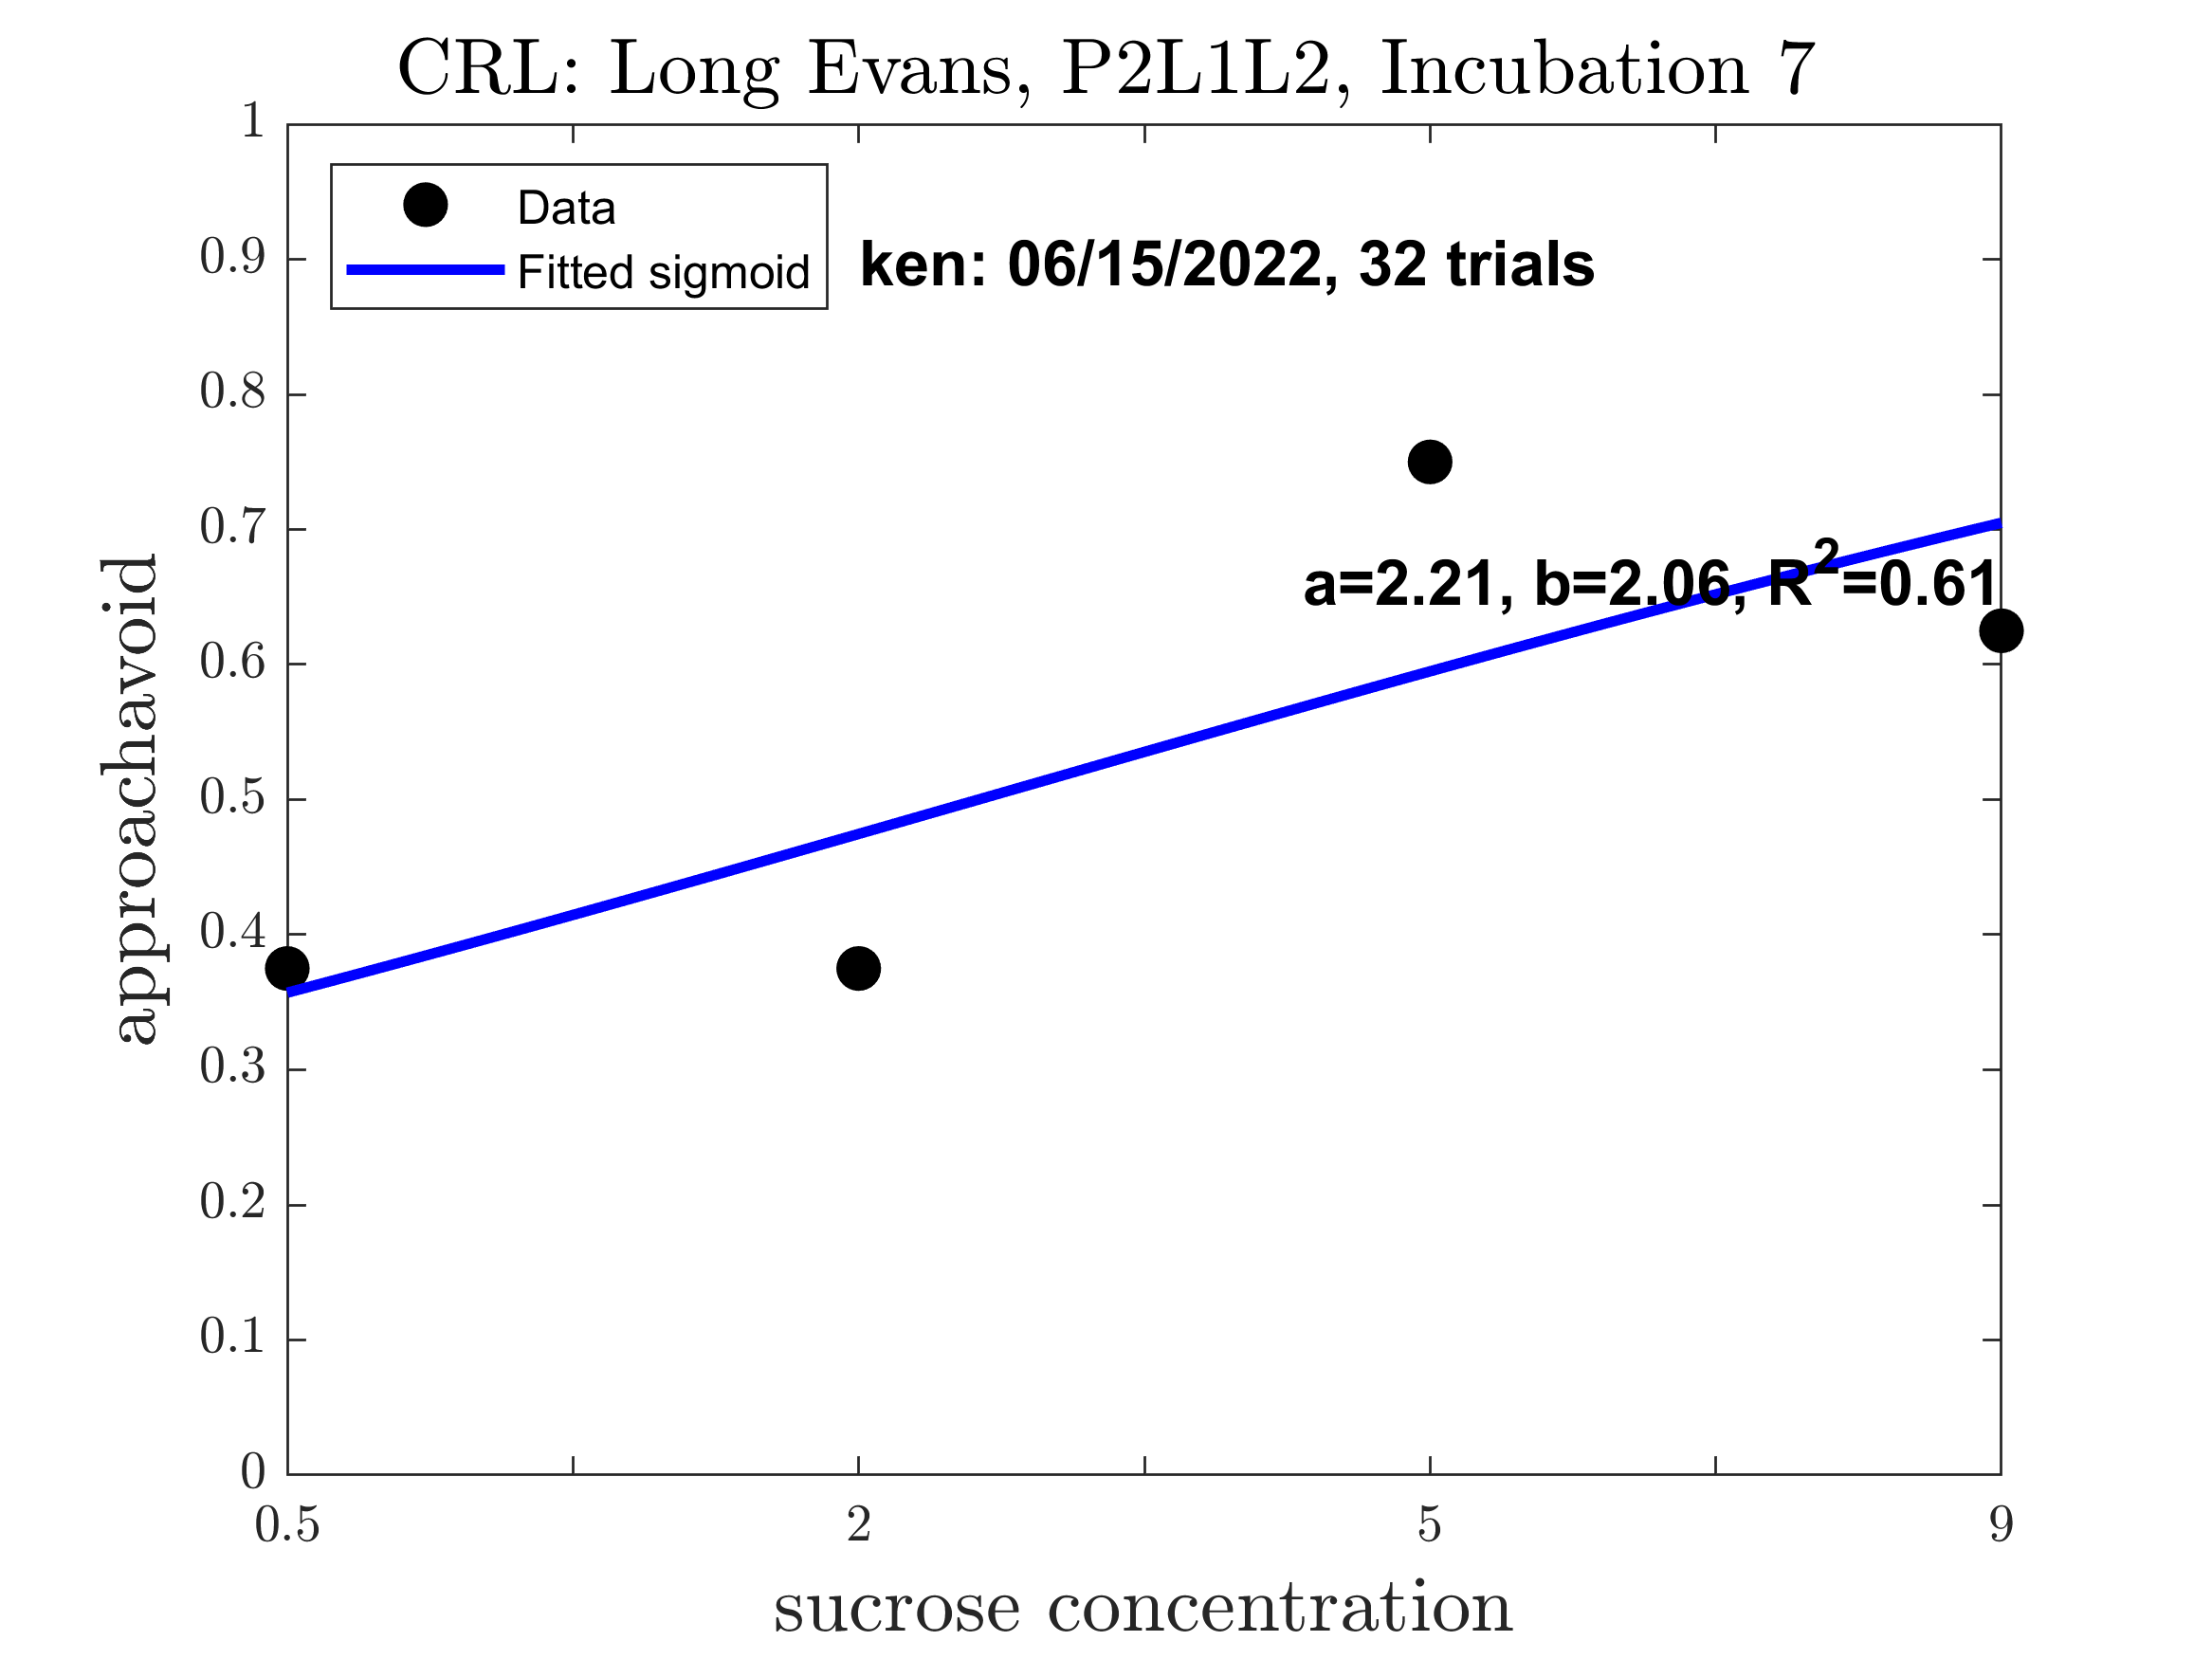 CRL: Long Evans, P2L1L2, Incubation 7
1
Data
0.9
Fitted sigmoid
ken: 06/15/2022, 32 trials
0.8
0.7
a=2.21, b=2.06, R²=0.61
0.6
0.5
approachavoid
0.4
0.3
0.2
0.1
0
0.5 2 5 9
sucrose concentration